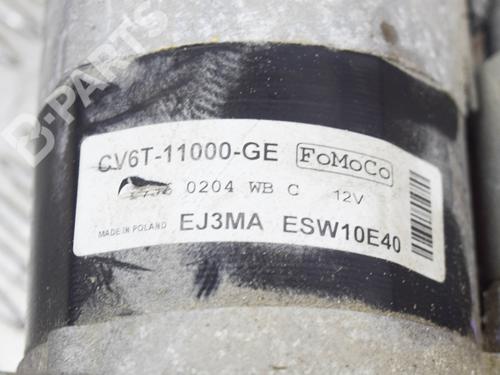 CV6T-11000-GE FoMoCo
0204 WB C 12V
MADE IN POLAND EJ3MA ESW10E40
B-PARTS